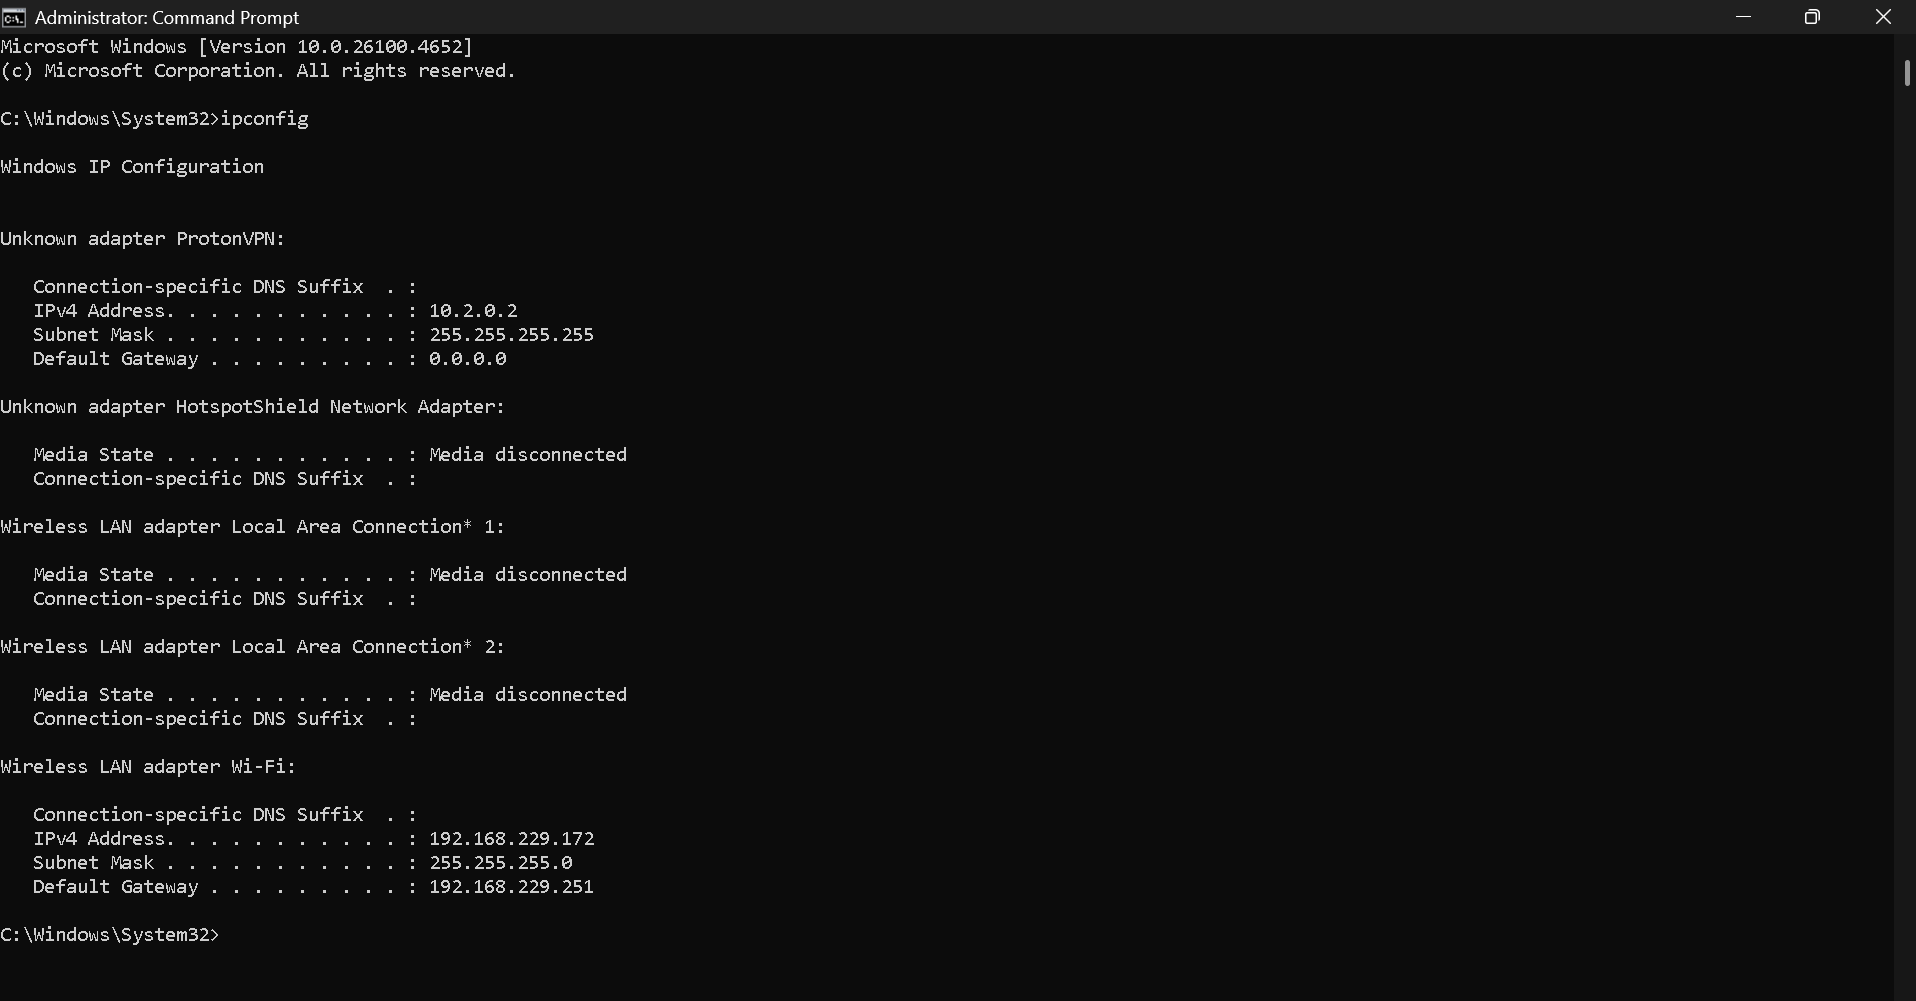 Administrator: Command Prompt
Microsoft Windows [Version 10.0.26100.4652]
(c) Microsoft Corporation. All rights reserved.
C:\Windows\System32>ipconfig
Windows IP Configuration
Unknown adapter ProtonVPN:
   Connection-specific DNS Suffix  . :
   IPv4 Address. . . . . . . . . . . : 10.2.0.2
   Subnet Mask . . . . . . . . . . . : 255.255.255.255
   Default Gateway . . . . . . . . . : 0.0.0.0
Unknown adapter HotspotShield Network Adapter:
   Media State . . . . . . . . . . . : Media disconnected
   Connection-specific DNS Suffix  . :
Wireless LAN adapter Local Area Connection* 1:
   Media State . . . . . . . . . . . : Media disconnected
   Connection-specific DNS Suffix  . :
Wireless LAN adapter Local Area Connection* 2:
   Media State . . . . . . . . . . . : Media disconnected
   Connection-specific DNS Suffix  . :
Wireless LAN adapter Wi-Fi:
   Connection-specific DNS Suffix  . :
   IPv4 Address. . . . . . . . . . . : 192.168.229.172
   Subnet Mask . . . . . . . . . . . : 255.255.255.0
   Default Gateway . . . . . . . . . : 192.168.229.251
C:\Windows\System32>